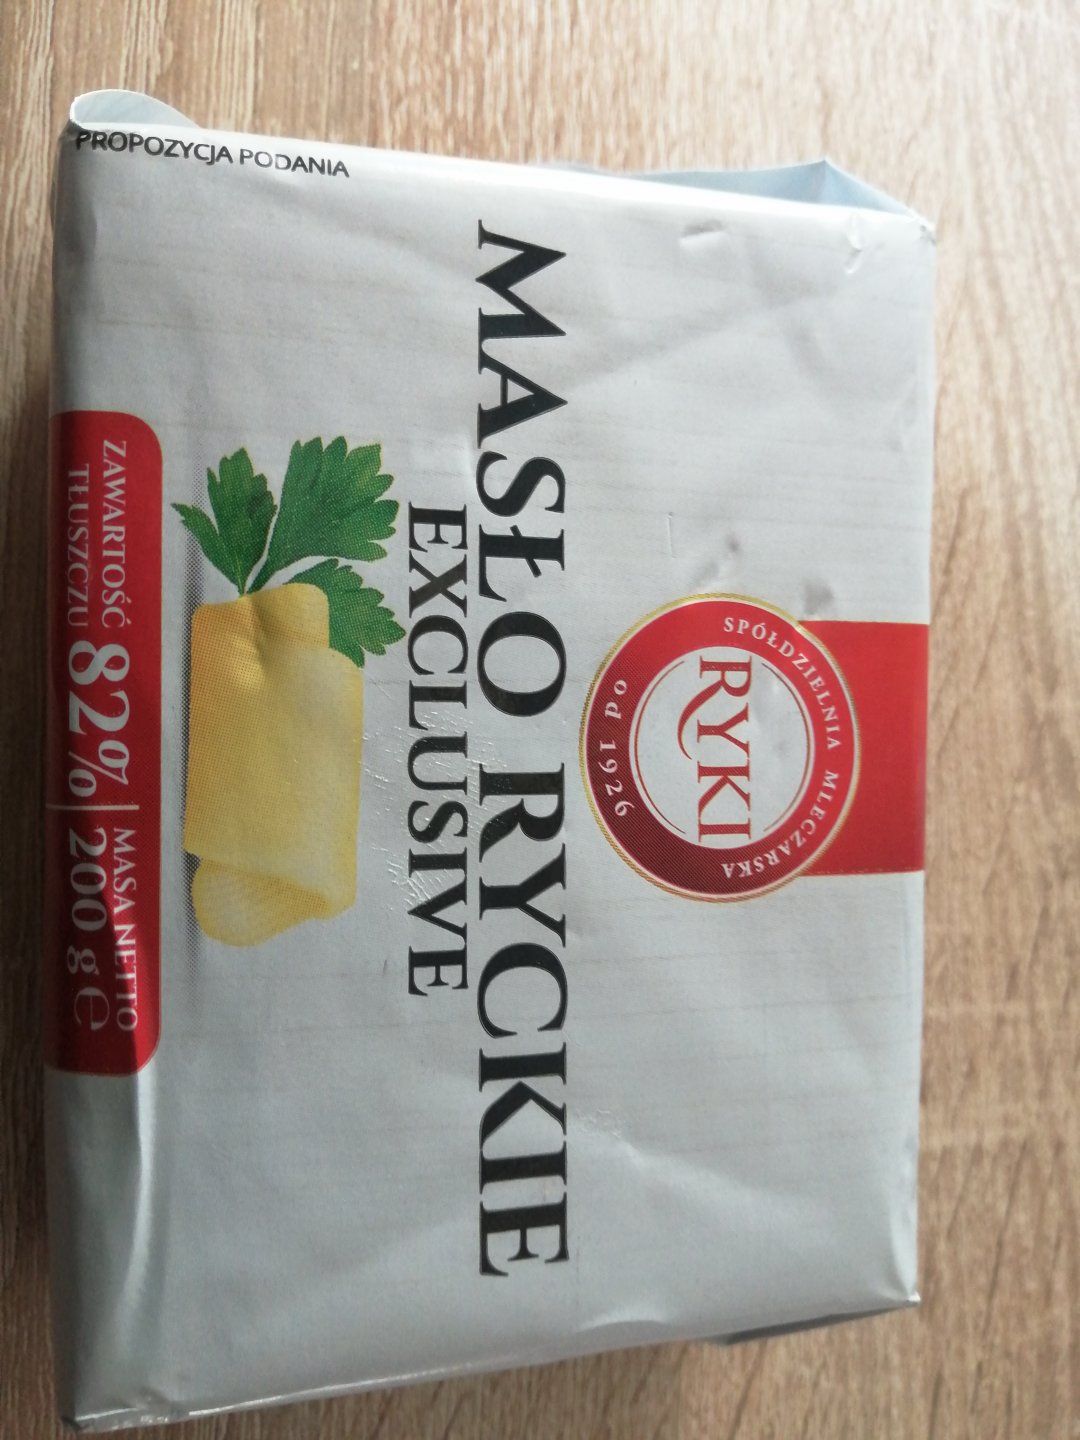 SPÓŁDZIELNIA MLECZARSKA
RYKI
OD 1926
MASŁO RYCKIE
EXCLUSIVE
PROPOZYCJA PODANIA
ZAWARTOŚĆ
TŁUSZCZU
82%
MASA NETTO
200 g ℮